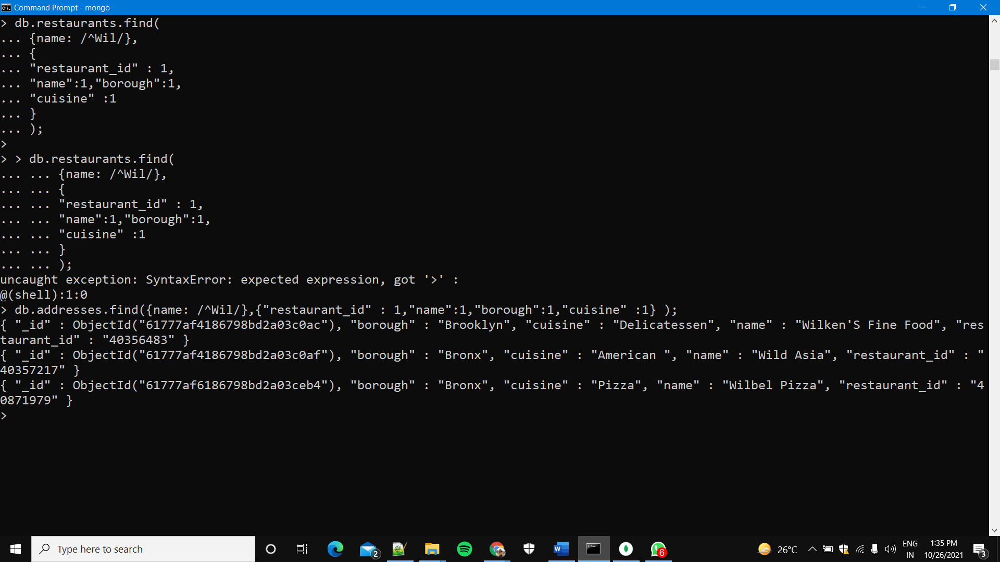 Command Prompt - mongo
> db.restaurants.find(
... {name: /^Wil/},
... {
... "restaurant_id" : 1,
... "name":1,"borough":1,
... "cuisine" :1
... }
... );
>
> > db.restaurants.find(
... ... {name: /^Wil/},
... ... {
... ... "restaurant_id" : 1,
... ... "name":1,"borough":1,
... ... "cuisine" :1
... ... }
... ... );
uncaught exception: SyntaxError: expected expression, got '>' :
@(shell):1:0
> db.addresses.find({name: /^Wil/},{"restaurant_id" : 1,"name":1,"borough":1,"cuisine" :1} );
{ "_id" : ObjectId("61777af4186798bd2a03c0ac"), "borough" : "Brooklyn", "cuisine" : "Delicatessen", "name" : "Wilken'S Fine Food", "res
taurant_id" : "40356483" }
{ "_id" : ObjectId("61777af4186798bd2a03c0af"), "borough" : "Bronx", "cuisine" : "American ", "name" : "Wild Asia", "restaurant_id" : "
40357217" }
{ "_id" : ObjectId("61777af6186798bd2a03ceb4"), "borough" : "Bronx", "cuisine" : "Pizza", "name" : "Wilbel Pizza", "restaurant_id" : "4
0871979" }
>
Type here to search
2
W
6
26°C
ENG
IN
1:35 PM
10/26/2021
3